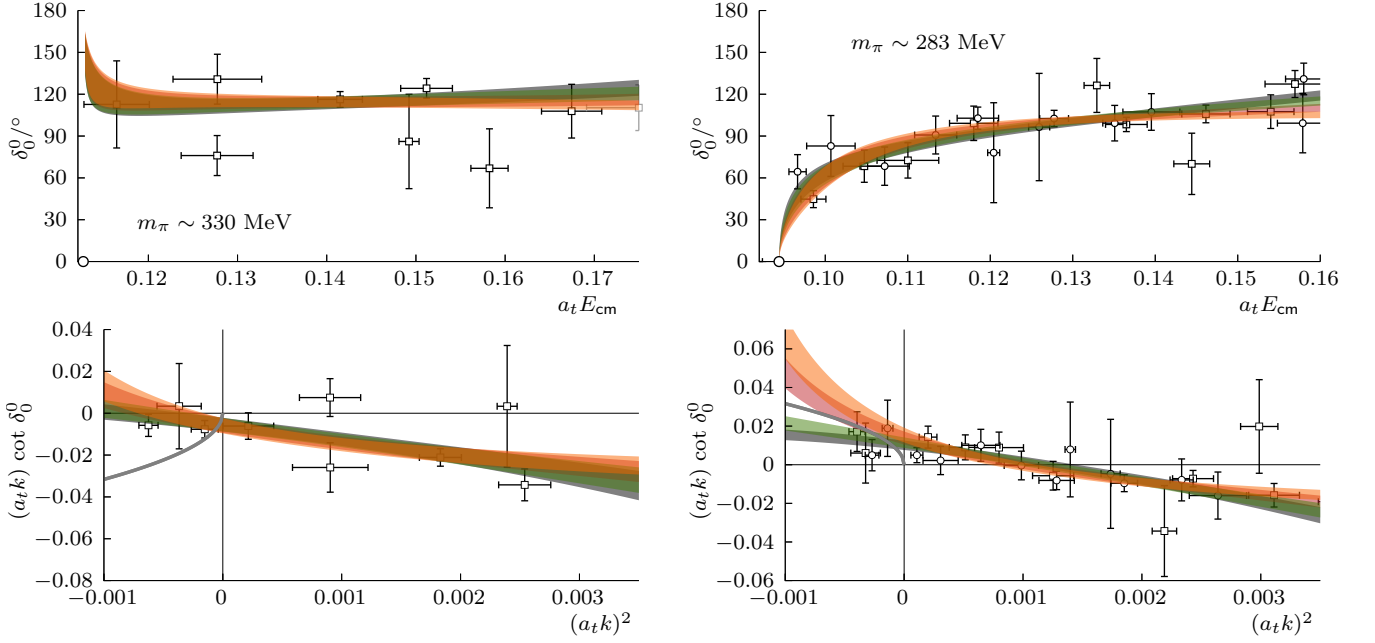 180
150
120
90
60
30
0
δ₀⁰/°
m_π ∼ 330 MeV
0.12 0.13 0.14 0.15 0.16 0.17
a_t E_cm
180
150
120
90
60
30
0
δ₀⁰/°
m_π ∼ 283 MeV
0.10 0.11 0.12 0.13 0.14 0.15 0.16
a_t E_cm
0.04
0.02
0
−0.02
−0.04
−0.06
−0.08
(a_t k) cot δ₀⁰
−0.001 0 0.001 0.002 0.003
(a_t k)²
0.06
0.04
0.02
0
−0.02
−0.04
−0.06
(a_t k) cot δ₀⁰
−0.001 0 0.001 0.002 0.003
(a_t k)²